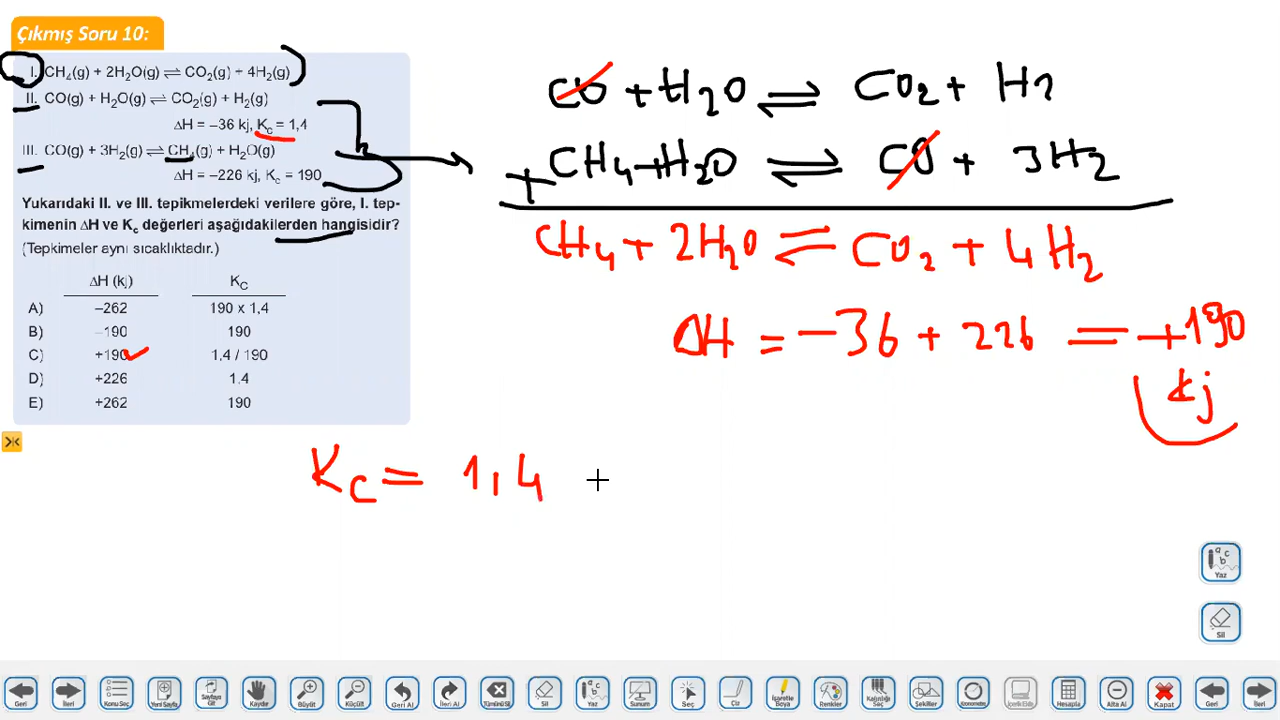 Çıkmış Soru 10:
I. CH₄(g) + 2H₂O(g) ⇌ CO₂(g) + 4H₂(g)
II. CO(g) + H₂O(g) ⇌ CO₂(g) + H₂(g)
ΔH = –36 kj, K꜀ = 1,4
III. CO(g) + 3H₂(g) ⇌ CH₄(g) + H₂O(g)
ΔH = –226 kj, K꜀ = 190
Yukarıdaki II. ve III. tepkimelerdeki verilere göre, I. tep-
kimenin ΔH ve K꜀ değerleri aşağıdakilerden hangisidir?
(Tepkimeler aynı sıcaklıktadır.)
ΔH (kj) K_C
A) –262 190 x 1,4
B) –190 190
C) +190 1,4 / 190
D) +226 1.4
E) +262 190
CO + H₂O ⇌ CO₂ + H₂
+ CH₄ + H₂O ⇌ CO + 3H₂
CH₄ + 2H₂O ⇌ CO₂ + 4H₂
ΔH = –36 + 226 = +190
kj
K_C = 1,4
Yaz
Sil
Geri İleri Konu Seç Yeni Sayfa Sayfaya Git Kaydır Büyüt Küçült Geri Al İleri Al Tümünü Sil Sil Yaz Sunum Seç Çiz İşaretle Boya Renkler Kalınlığı Seç Şekiller Kronometre İçerik Ekle Hesapla Alta Al Kapat Geri İleri